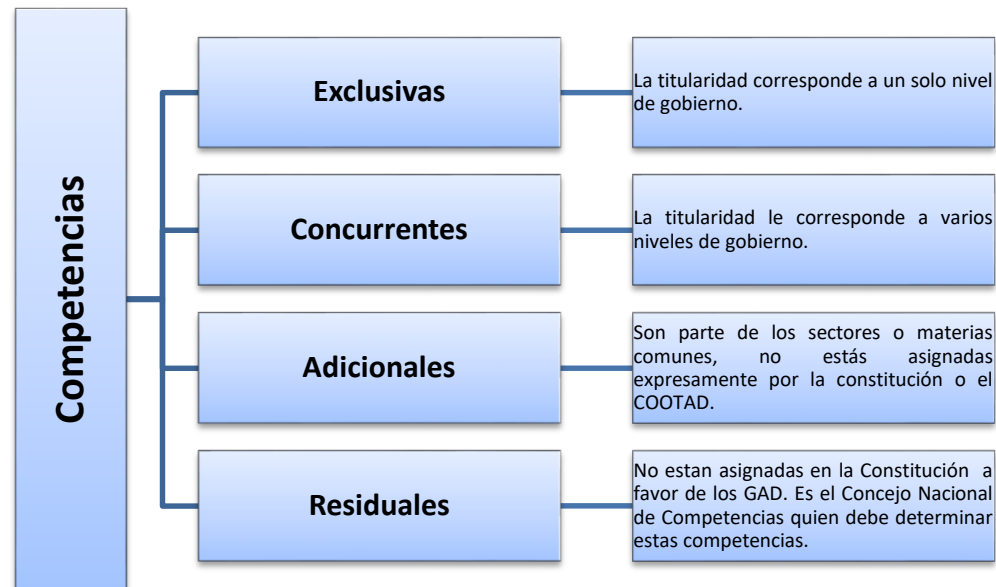 Competencias
Exclusivas
La titularidad corresponde a un solo nivel
de gobierno.
Concurrentes
La titularidad le corresponde a varios
niveles de gobierno.
Adicionales
Son parte de los sectores o materias
comunes, no estás asignadas
expresamente por la constitución o el
COOTAD.
Residuales
No estan asignadas en la Constitución a
favor de los GAD. Es el Concejo Nacional
de Competencias quien debe determinar
estas competencias.